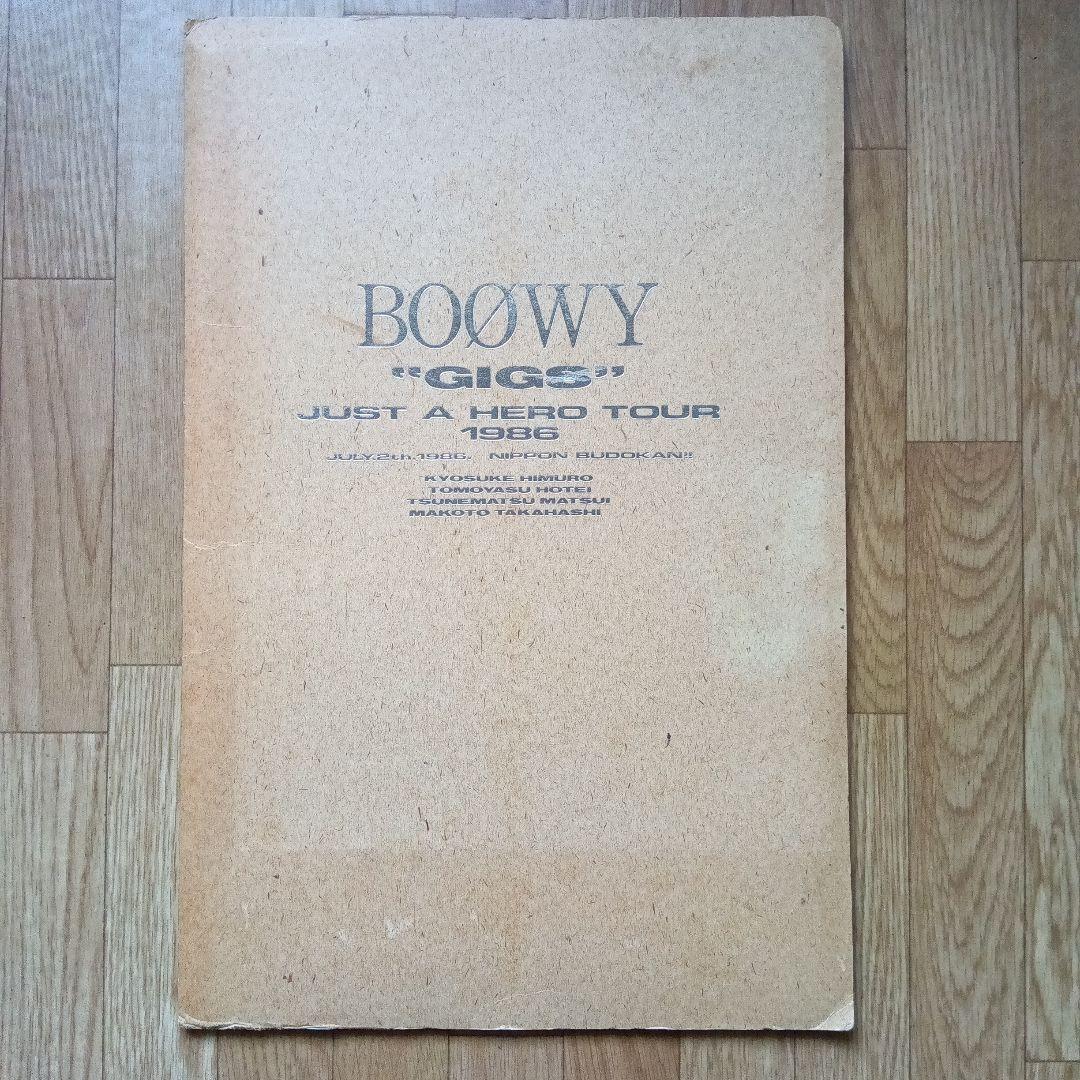 BOØWY
"GIGS"
JUST A HERO TOUR
1986
JULY.2th.1986. NIPPON BUDOKAN!!
KYOSUKE HIMURO
TOMOYASU HOTEI
TSUNEMATSU MATSUI
MAKOTO TAKAHASHI